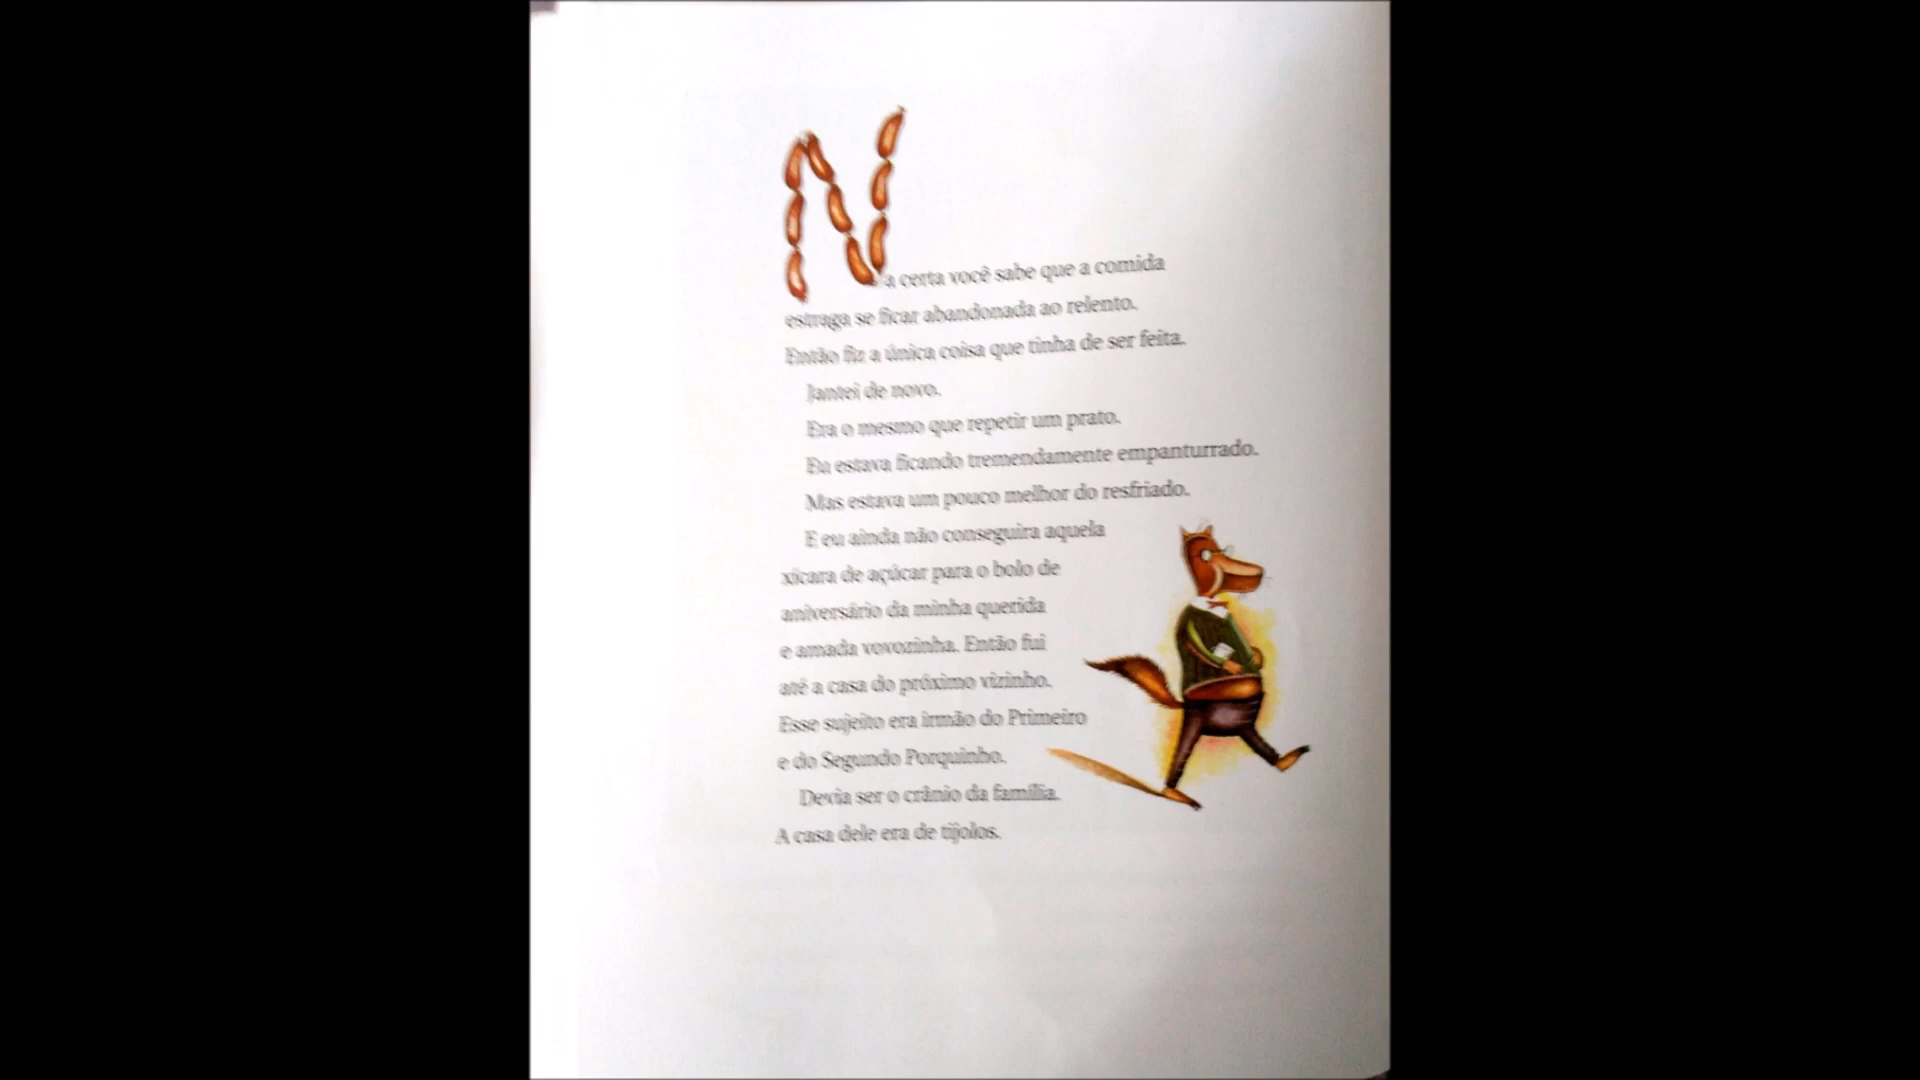 Na certa você sabe que a comida
estraga se ficar abandonada ao relento.
Então fiz a única coisa que tinha de ser feita.
Jantei de novo.
Era o mesmo que repetir um prato.
Eu estava ficando tremendamente empanturrado.
Mas estava um pouco melhor do resfriado.
E eu ainda não conseguira aquela
xícara de açúcar para o bolo de
aniversário da minha querida
e amada vovozinha. Então fui
até a casa do próximo vizinho.
Esse sujeito era irmão do Primeiro
e do Segundo Porquinho.
Devia ser o crânio da família.
A casa dele era de tijolos.